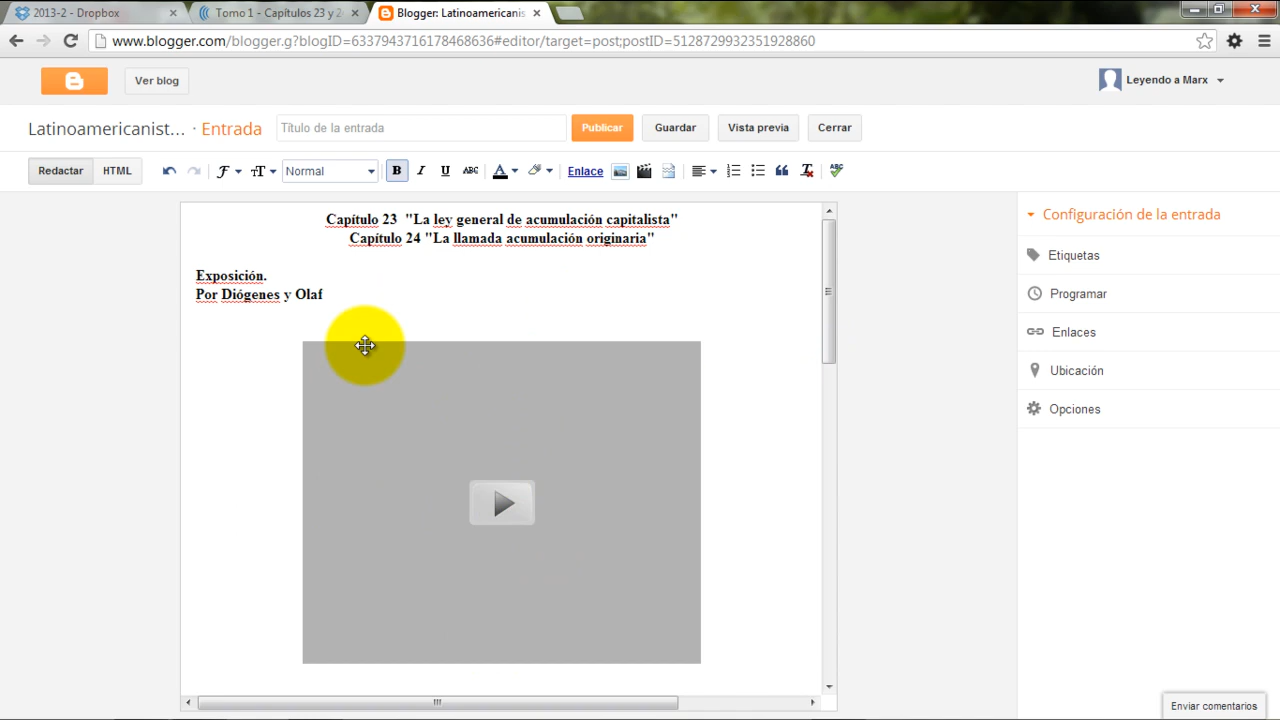 2013-2 - Dropbox
Tomo 1 - Capítulos 23 y 2
Blogger: Latinoamericanis
www.blogger.com/blogger.g?blogID=6337943716178468636#editor/target=post;postID=5128729932351928860
Ver blog
Leyendo a Marx
Latinoamericanist... · Entrada
Título de la entrada
Publicar
Guardar
Vista previa
Cerrar
Redactar
HTML
Normal
B I U ABC A
Enlace
Capítulo 23 "La ley general de acumulación capitalista"
Capítulo 24 "La llamada acumulación originaria"
Exposición.
Por Diógenes y Olaf
Configuración de la entrada
Etiquetas
Programar
Enlaces
Ubicación
Opciones
Enviar comentarios